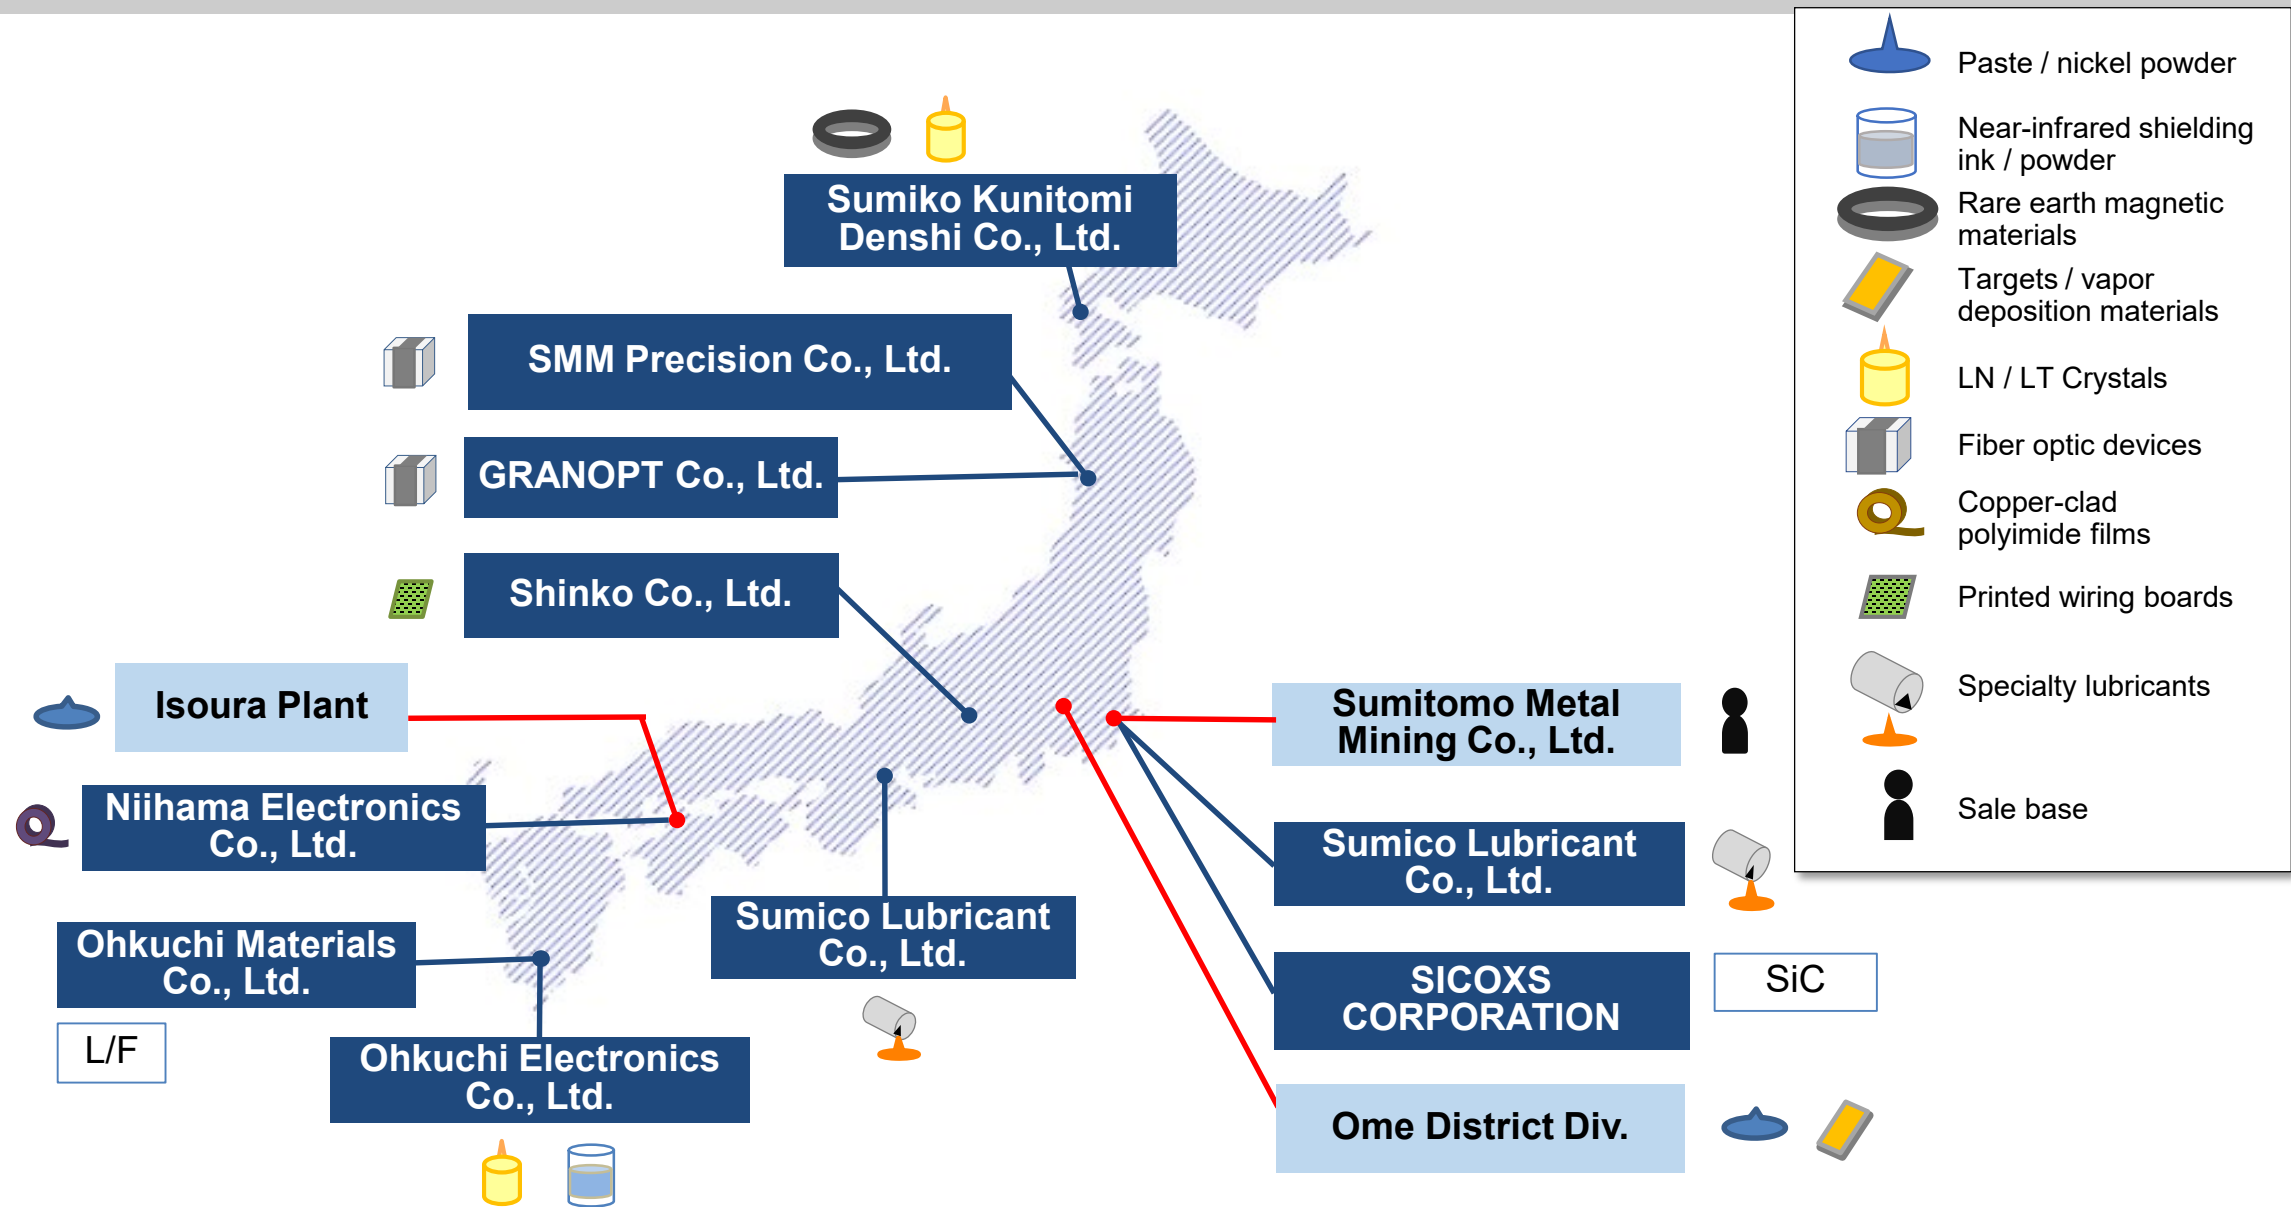 Paste / nickel powder
Near-infrared shielding
ink / powder
Rare earth magnetic
materials
Targets / vapor
deposition materials
LN / LT Crystals
Fiber optic devices
Copper-clad
polyimide films
Printed wiring boards
Specialty lubricants
Sale base
Sumiko Kunitomi
Denshi Co., Ltd.
SMM Precision Co., Ltd.
GRANOPT Co., Ltd.
Shinko Co., Ltd.
Isoura Plant
Niihama Electronics
Co., Ltd.
Ohkuchi Materials
Co., Ltd.
L/F
Ohkuchi Electronics
Co., Ltd.
Sumico Lubricant
Co., Ltd.
Sumitomo Metal
Mining Co., Ltd.
Sumico Lubricant
Co., Ltd.
SICOXS
CORPORATION
SiC
Ome District Div.